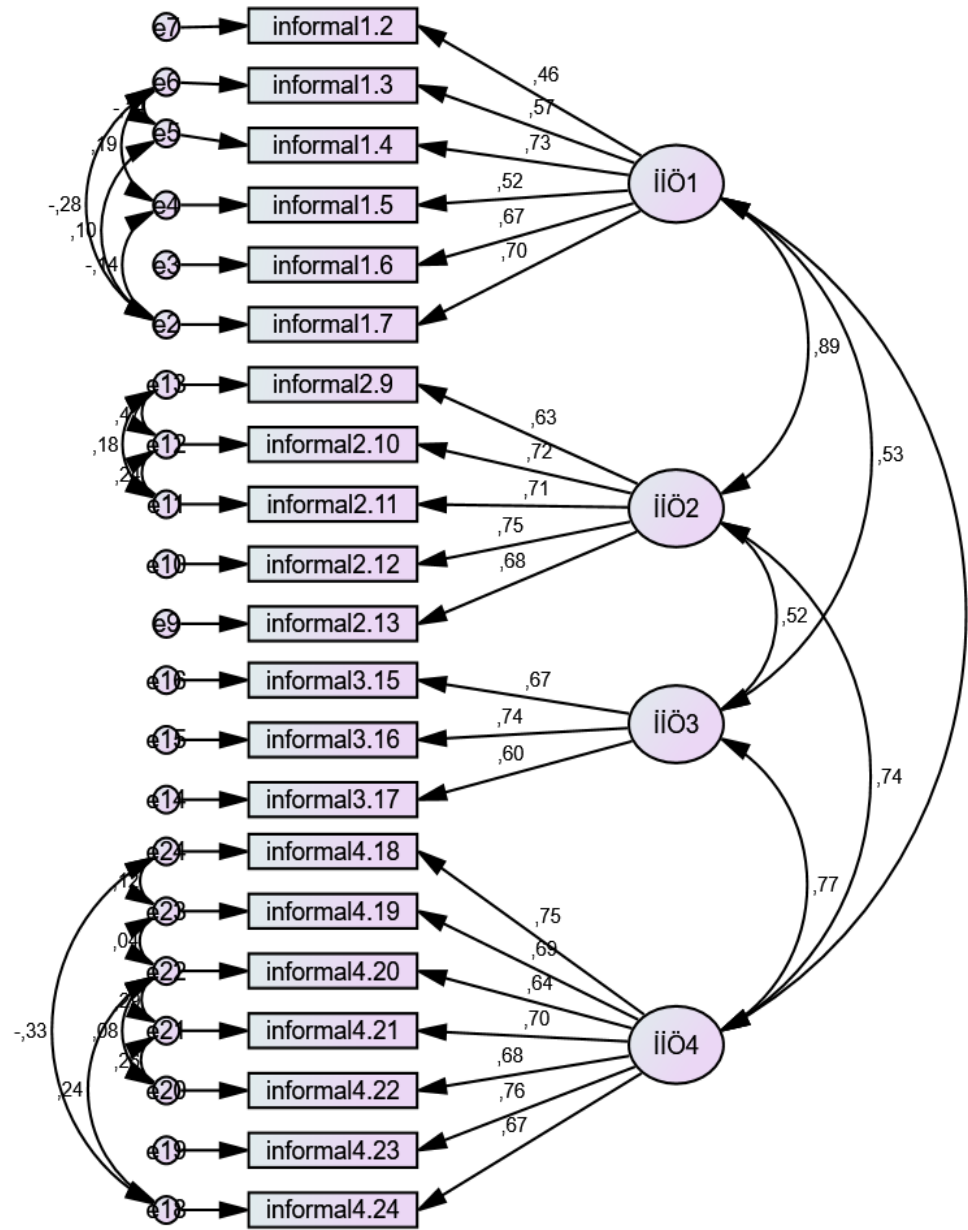 e7 informal1.2
,46
e6 informal1.3
,57
e5 informal1.4
,73
,19
e4 informal1.5
,52
-,28
,10
e3 informal1.6
,67
-,14
e2 informal1.7
,70
İİÖ1
,89
,53
e13 informal2.9
,63
e12 informal2.10
,72
,18
e11 informal2.11
,71
e10 informal2.12
,75
e9 informal2.13
,68
İİÖ2
,52
,74
e16 informal3.15
,67
e15 informal3.16
,74
e14 informal3.17
,60
İİÖ3
,77
e24 informal4.18
,75
,12
e23 informal4.19
,69
,04
e22 informal4.20
,64
-,33
,08
e21 informal4.21
,70
e20 informal4.22
,68
,24
e19 informal4.23
,76
e18 informal4.24
,67
İİÖ4